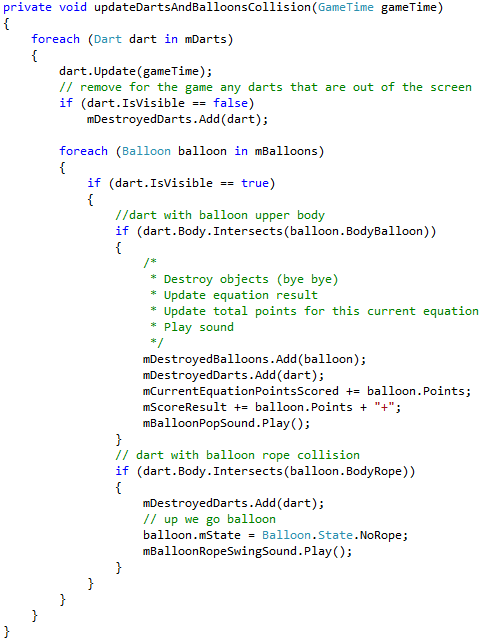 private void updateDartsAndBalloonsCollision(GameTime gameTime)
{
    foreach (Dart dart in mDarts)
    {
        dart.Update(gameTime);
        // remove for the game any darts that are out of the screen
        if (dart.IsVisible == false)
            mDestroyedDarts.Add(dart);

        foreach (Balloon balloon in mBalloons)
        {
            if (dart.IsVisible == true)
            {
                //dart with balloon upper body
                if (dart.Body.Intersects(balloon.BodyBalloon))
                {
                    /*
                     * Destroy objects (bye bye)
                     * Update equation result
                     * Update total points for this current equation
                     * Play sound
                     */
                    mDestroyedBalloons.Add(balloon);
                    mDestroyedDarts.Add(dart);
                    mCurrentEquationPointsScored += balloon.Points;
                    mScoreResult += balloon.Points + "+";
                    mBalloonPopSound.Play();
                }
                // dart with balloon rope collision
                if (dart.Body.Intersects(balloon.BodyRope))
                {
                    mDestroyedDarts.Add(dart);
                    // up we go balloon
                    balloon.mState = Balloon.State.NoRope;
                    mBalloonRopeSwingSound.Play();
                }
            }
        }
    }
}